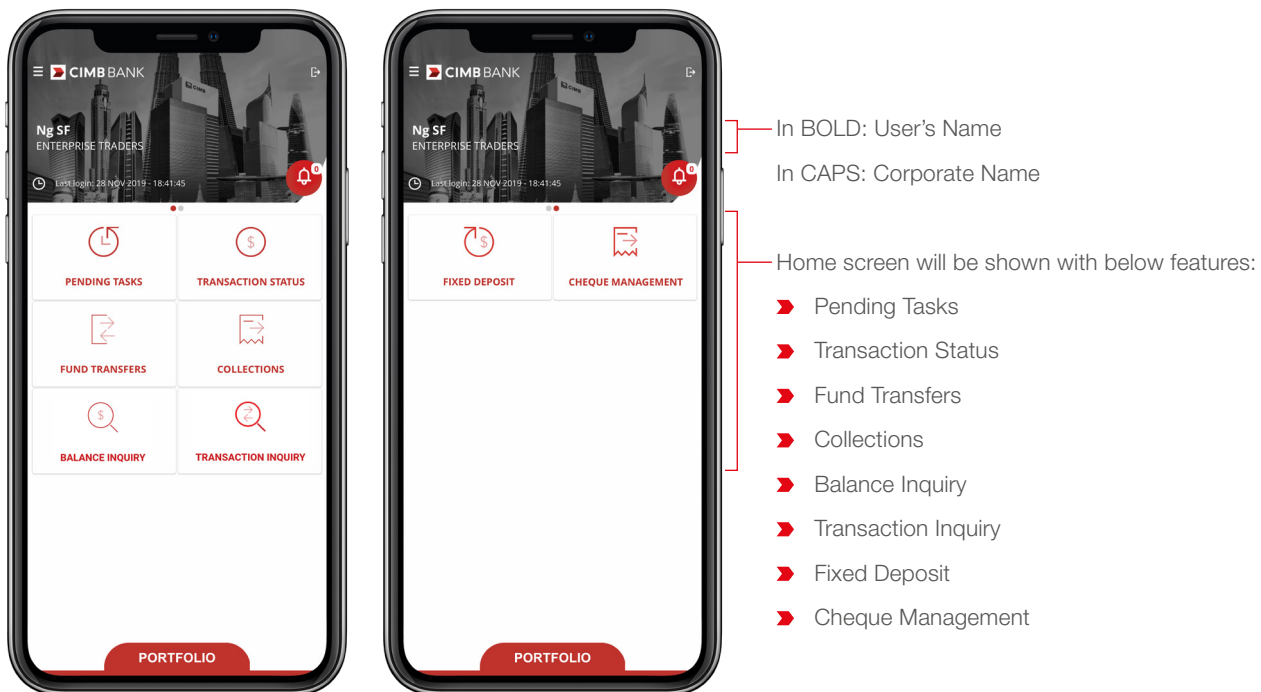 CIMB BANK
Ng SF
ENTERPRISE TRADERS
Last login: 28 NOV 2019 - 18:41:45
0
PENDING TASKS
TRANSACTION STATUS
$
FUND TRANSFERS
COLLECTIONS
$
BALANCE INQUIRY
TRANSACTION INQUIRY
PORTFOLIO
CIMB BANK
Ng SF
ENTERPRISE TRADERS
Last login: 28 NOV 2019 - 18:41:45
0
$
FIXED DEPOSIT
CHEQUE MANAGEMENT
PORTFOLIO
In BOLD: User’s Name
In CAPS: Corporate Name
Home screen will be shown with below features:
Pending Tasks
Transaction Status
Fund Transfers
Collections
Balance Inquiry
Transaction Inquiry
Fixed Deposit
Cheque Management